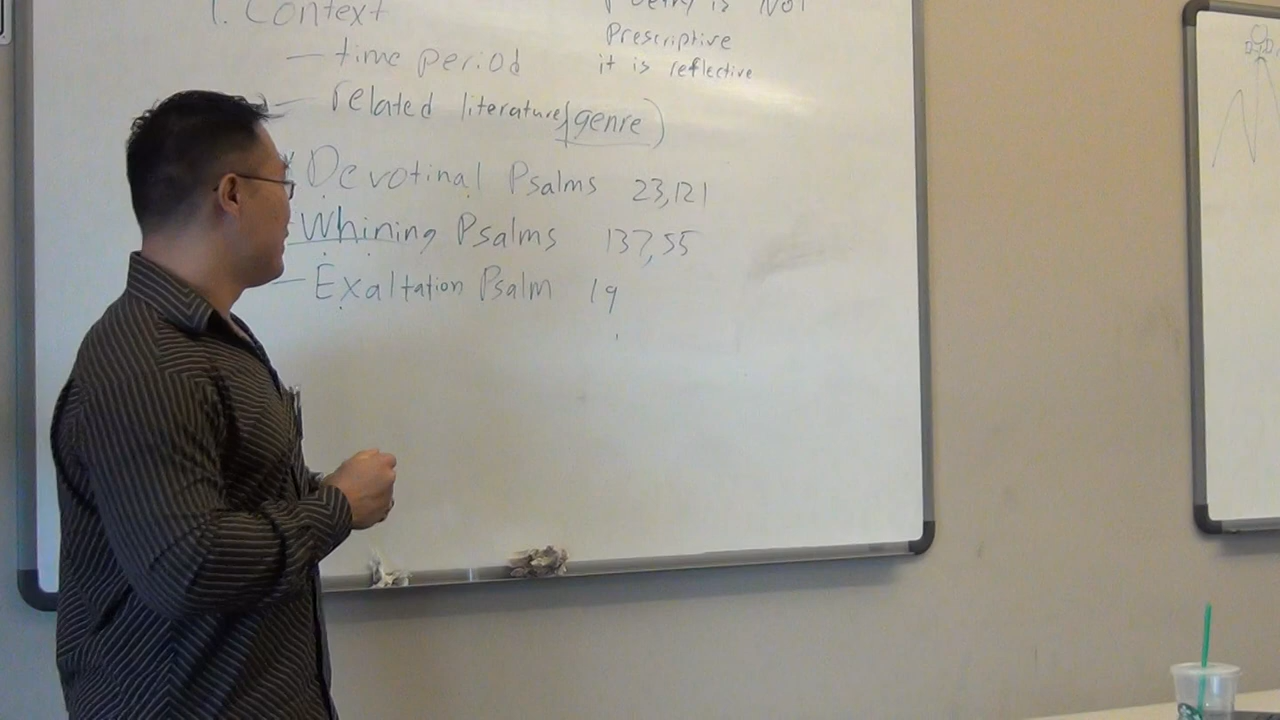 1. Context
Poetry is Not
Prescriptive
it is reflective
— time period
— related literature (genre)
Devotinal Psalms 23,121
Whining Psalms 137,55
— Exaltation Psalm 19